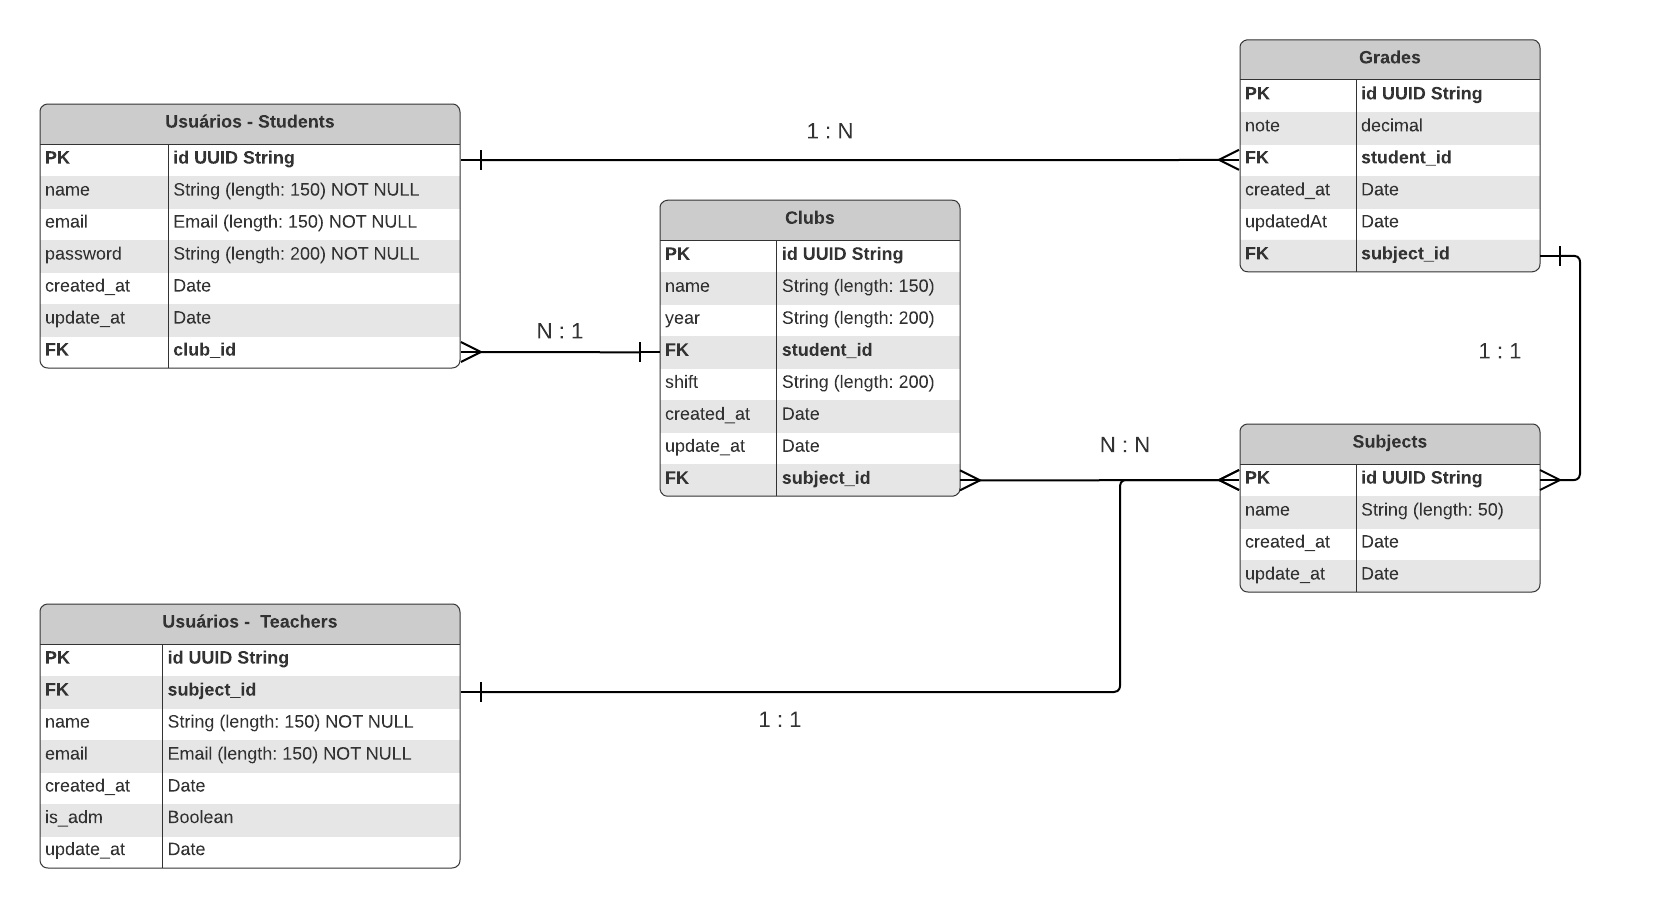 Usuários - Students
PK id UUID String
name String (length: 150) NOT NULL
email Email (length: 150) NOT NULL
password String (length: 200) NOT NULL
created_at Date
update_at Date
FK club_id
1 : N
N : 1
Clubs
PK id UUID String
name String (length: 150)
year String (length: 200)
FK student_id
shift String (length: 200)
created_at Date
update_at Date
FK subject_id
Grades
PK id UUID String
note decimal
FK student_id
created_at Date
updatedAt Date
FK subject_id
1 : 1
N : N
Subjects
PK id UUID String
name String (length: 50)
created_at Date
update_at Date
Usuários -  Teachers
PK id UUID String
FK subject_id
name String (length: 150) NOT NULL
email Email (length: 150) NOT NULL
created_at Date
is_adm Boolean
update_at Date
1 : 1